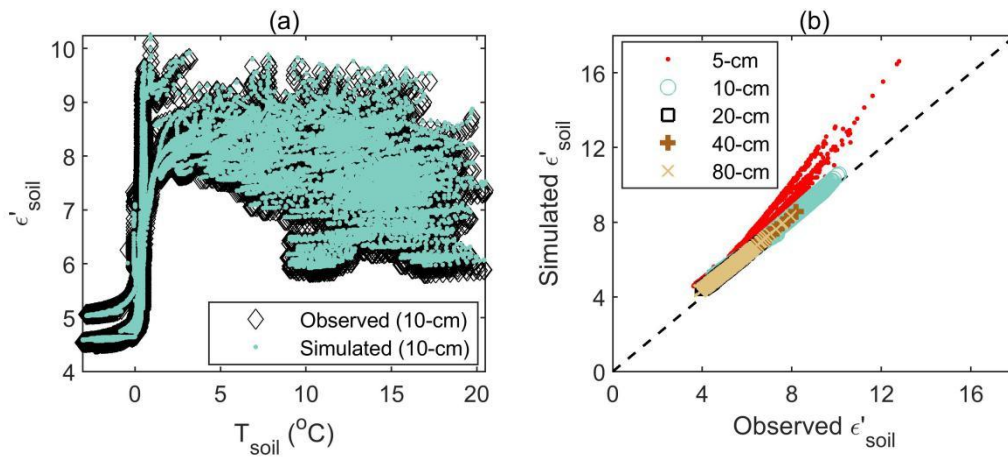 (a)
10
9
8
7
6
5
4
ϵ'soil
0
5
10
15
20
Tsoil (oC)
Observed (10-cm)
Simulated (10-cm)
(b)
16
12
8
4
0
Simulated ϵ'soil
5-cm
10-cm
20-cm
40-cm
80-cm
0
4
8
12
16
Observed ϵ'soil